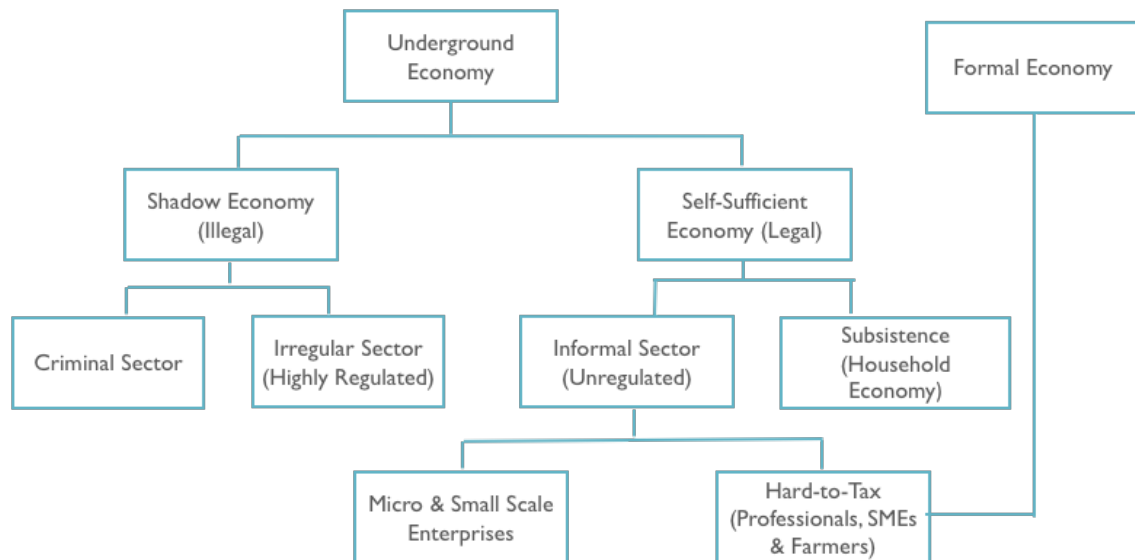 Underground
Economy
Formal Economy
Shadow Economy
(Illegal)
Self-Sufficient
Economy (Legal)
Criminal Sector
Irregular Sector
(Highly Regulated)
Informal Sector
(Unregulated)
Subsistence
(Household
Economy)
Micro & Small Scale
Enterprises
Hard-to-Tax
(Professionals, SMEs
& Farmers)